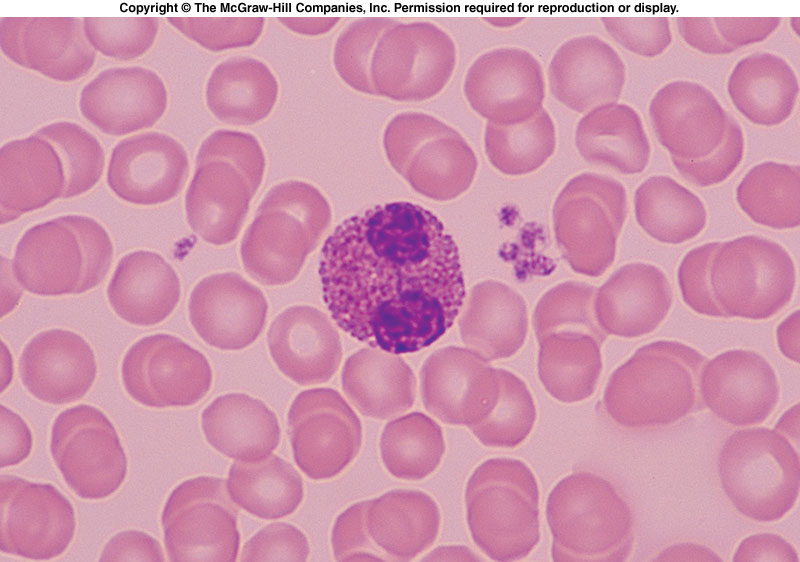 Copyright © The McGraw-Hill Companies, Inc. Permission required for reproduction or display.